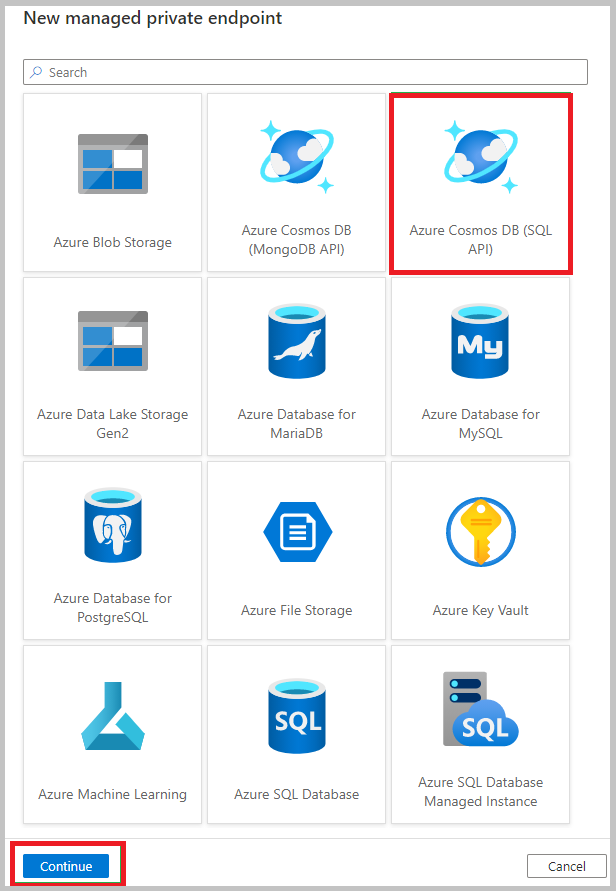 New managed private endpoint
Search
Azure Blob Storage
Azure Cosmos DB
(MongoDB API)
Azure Cosmos DB (SQL
API)
Azure Data Lake Storage
Gen2
Azure Database for
MariaDB
My
Azure Database for
MySQL
Azure Database for
PostgreSQL
Azure File Storage
Azure Key Vault
Azure Machine Learning
SQL
Azure SQL Database
SQL
Azure SQL Database
Managed Instance
Continue
Cancel